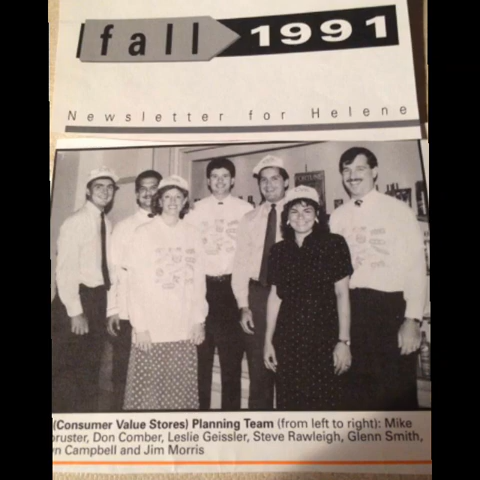 fall 1991
Newsletter for Helene
(Consumer Value Stores) Planning Team (from left to right): Mike
oruster, Don Comber, Leslie Geissler, Steve Rawleigh, Glenn Smith,
n Campbell and Jim Morris